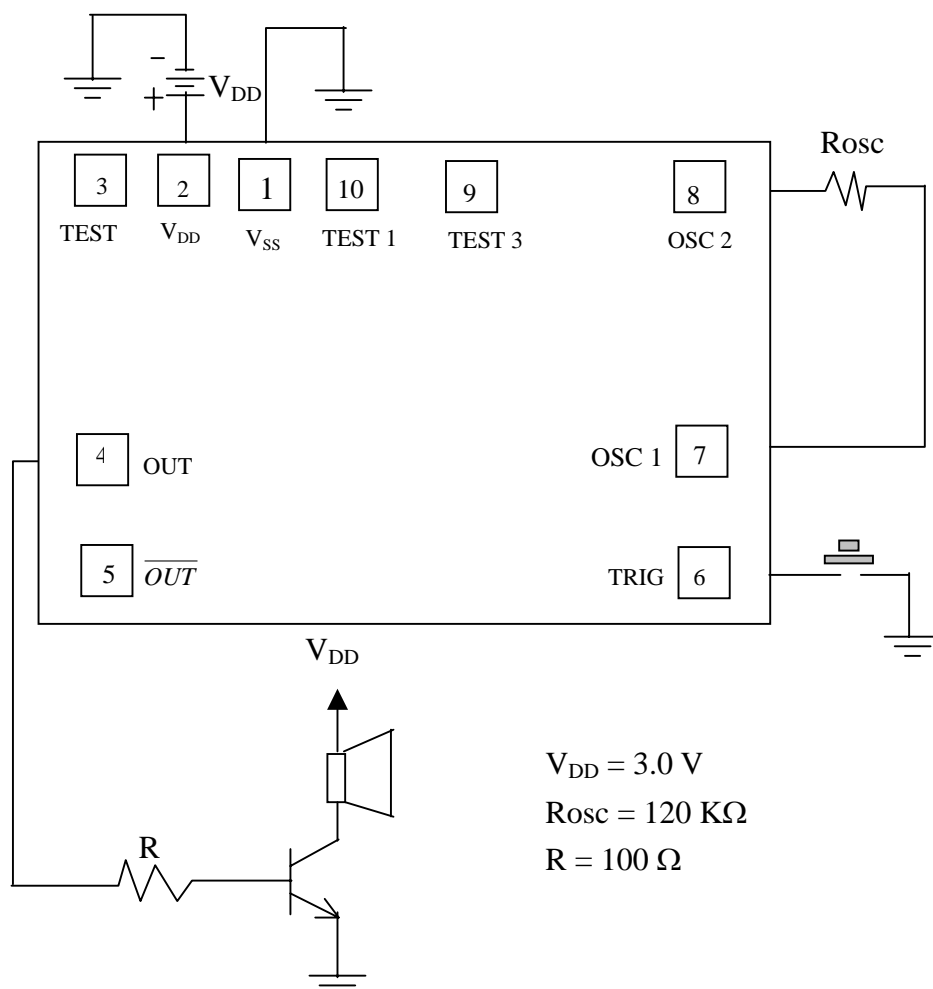 −
+
V_DD
Rosc
3 2 1 10 9 8
TEST V_DD V_SS TEST 1 TEST 3 OSC 2
4 OUT
OSC 1 7
5 OUT̅
TRIG 6
V_DD
V_DD = 3.0 V
Rosc = 120 KΩ
R = 100 Ω
R